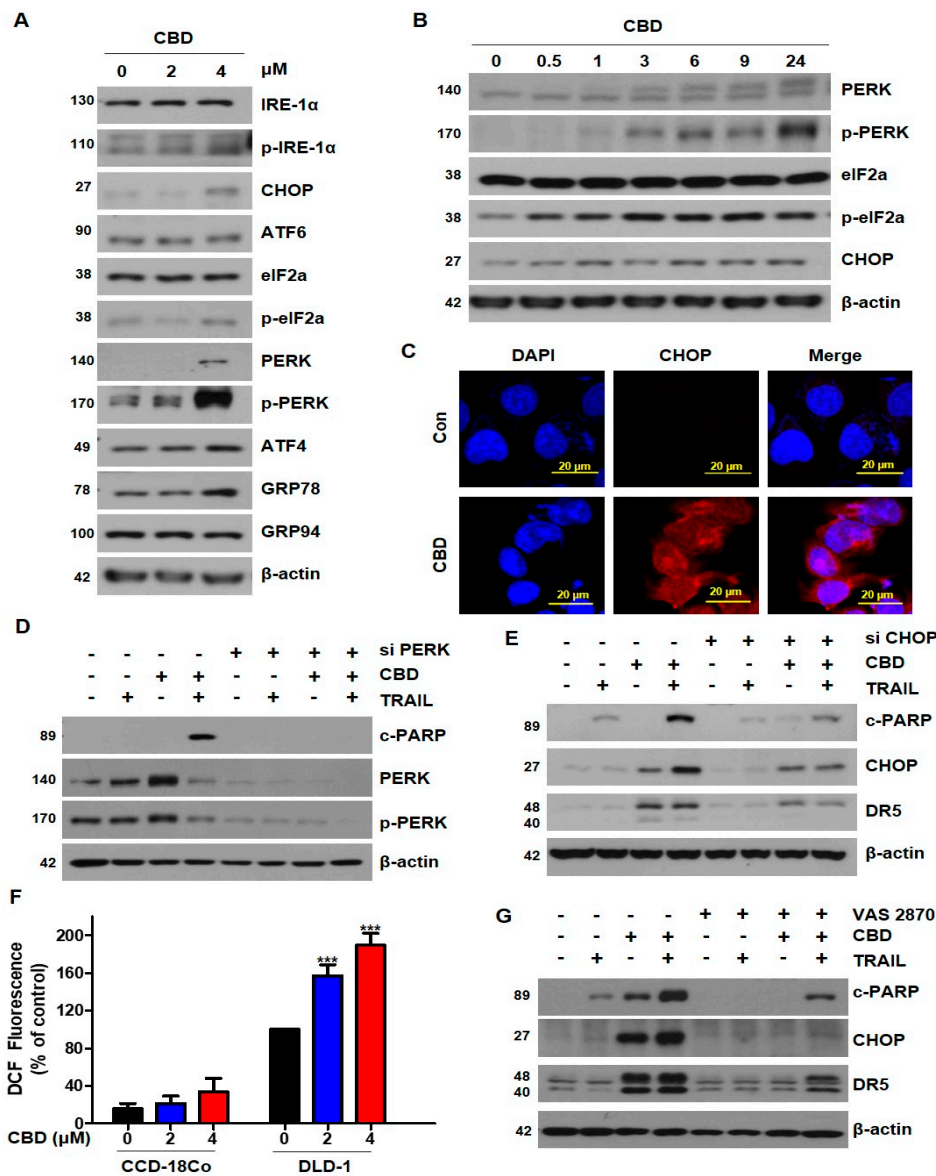 A
CBD
0 2 4 µM
130 IRE-1α
110 p-IRE-1α
27 CHOP
90 ATF6
38 eIF2a
38 p-eIF2a
140 PERK
170 p-PERK
49 ATF4
78 GRP78
100 GRP94
42 β-actin
B
CBD
0 0.5 1 3 6 9 24
140 PERK
170 p-PERK
38 eIF2a
38 p-eIF2a
27 CHOP
42 β-actin
C
DAPI CHOP Merge
Con
20 µm 20 µm 20 µm
CBD
20 µm 20 µm 20 µm
D
- - - - + + + + si PERK
- - + + - - + + CBD
- + - + - + - + TRAIL
89 c-PARP
140 PERK
170 p-PERK
42 β-actin
E
- - - - + + + + si CHOP
- - + + - - + + CBD
- + - + - + - + TRAIL
89 c-PARP
27 CHOP
48 DR5
40
42 β-actin
F
DCF Fluorescence
(% of control)
200
160
120
80
40
0
*** ***
CBD (µM) 0 2 4 0 2 4
CCD-18Co DLD-1
G
- - - - + + + + VAS 2870
- - + + - - + + CBD
- + - + - + - + TRAIL
89 c-PARP
27 CHOP
48 DR5
40
42 β-actin